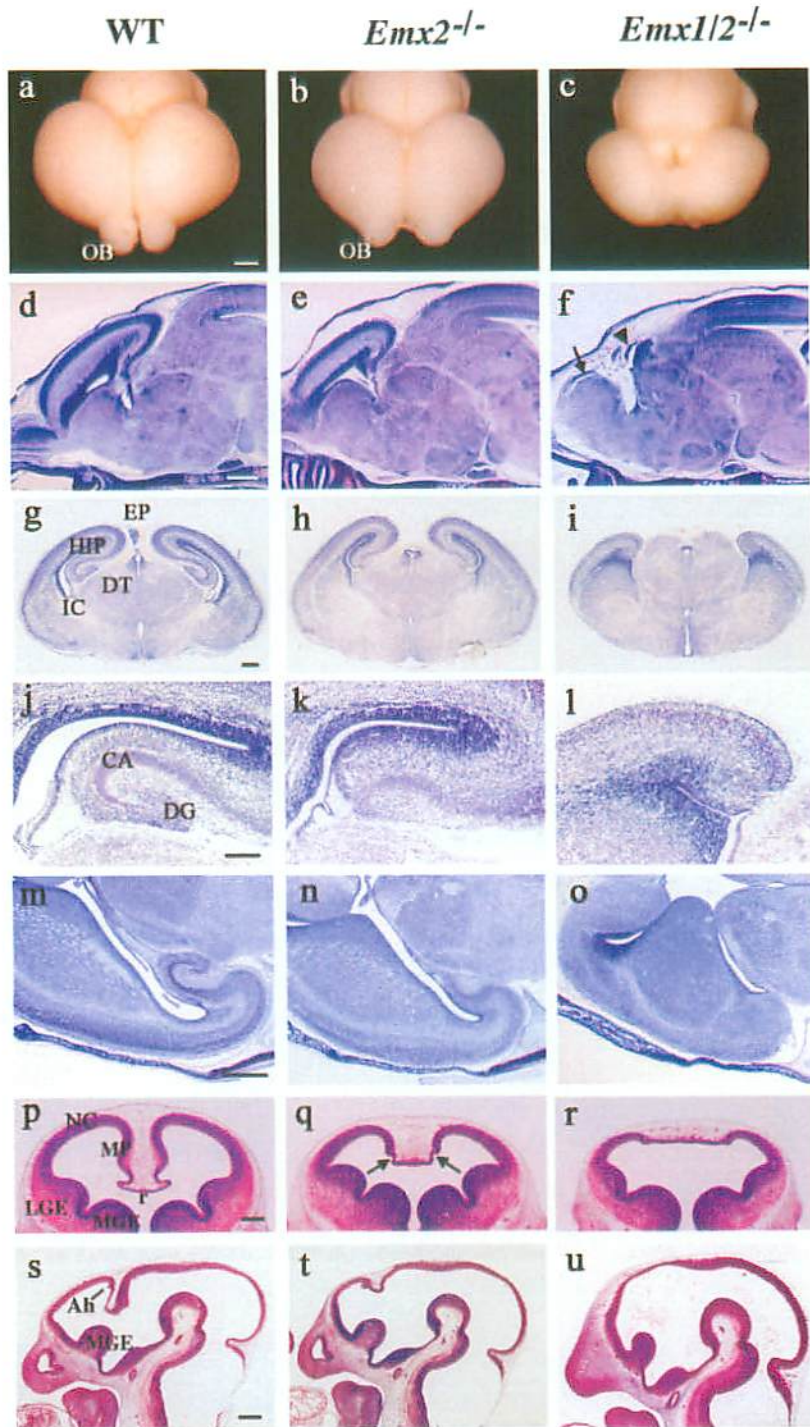 WT Emx2-/- Emx1/2-/-
a b c
OB OB
d e f
g EP h i
HIP
DT
IC
j k l
CA
DG
m n o
p q r
NC
MP
r
LGE
MGE
s t u
Ah
MGE